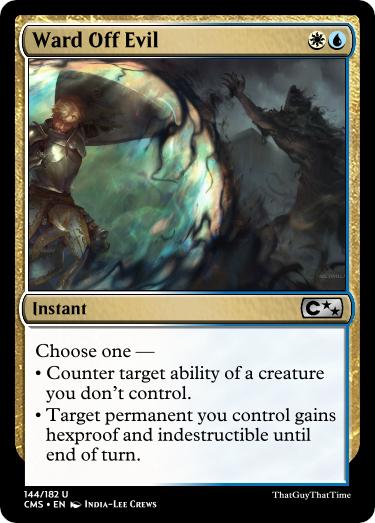 Ward Off Evil
Instant
C
Choose one —
• Counter target ability of a creature
you don't control.
• Target permanent you control gains
hexproof and indestructible until
end of turn.
144/182 U
CMS • EN India-Lee Crews
ThatGuyThatTime